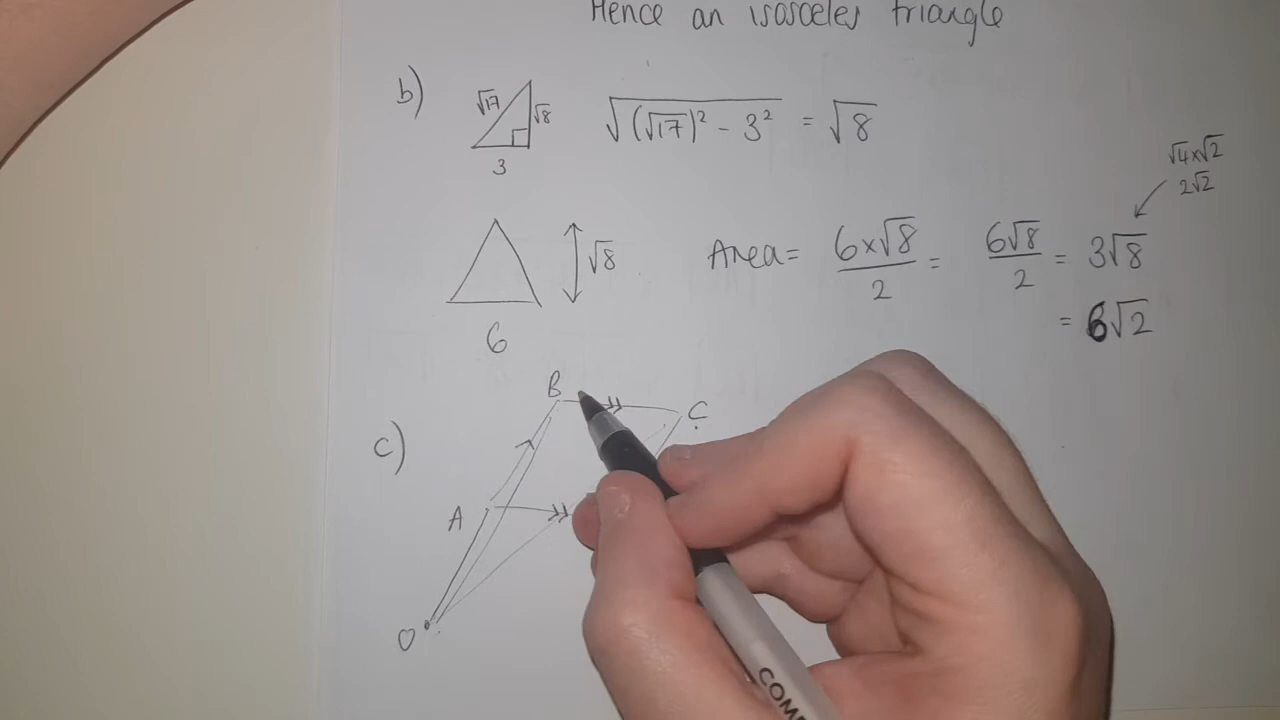 Hence an isosceles triangle
b) √17 √8 3 √(√17)² - 3² = √8
√4x√2
2√2
√8 6 Area = 6x√8/2 = 6√8/2 = 3√8
= 6√2
c) B C
A
O
COMF